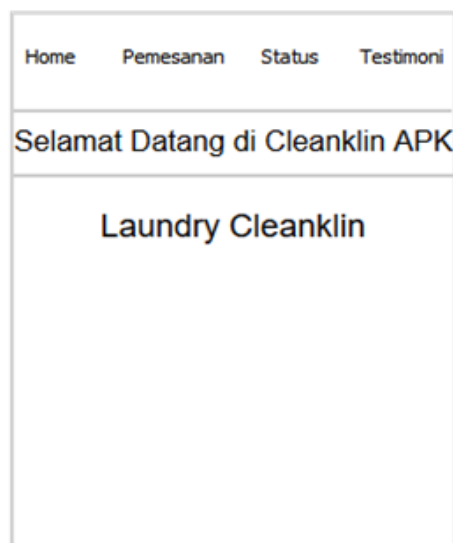 Home Pemesanan Status Testimoni
Selamat Datang di Cleanklin APK
Laundry Cleanklin